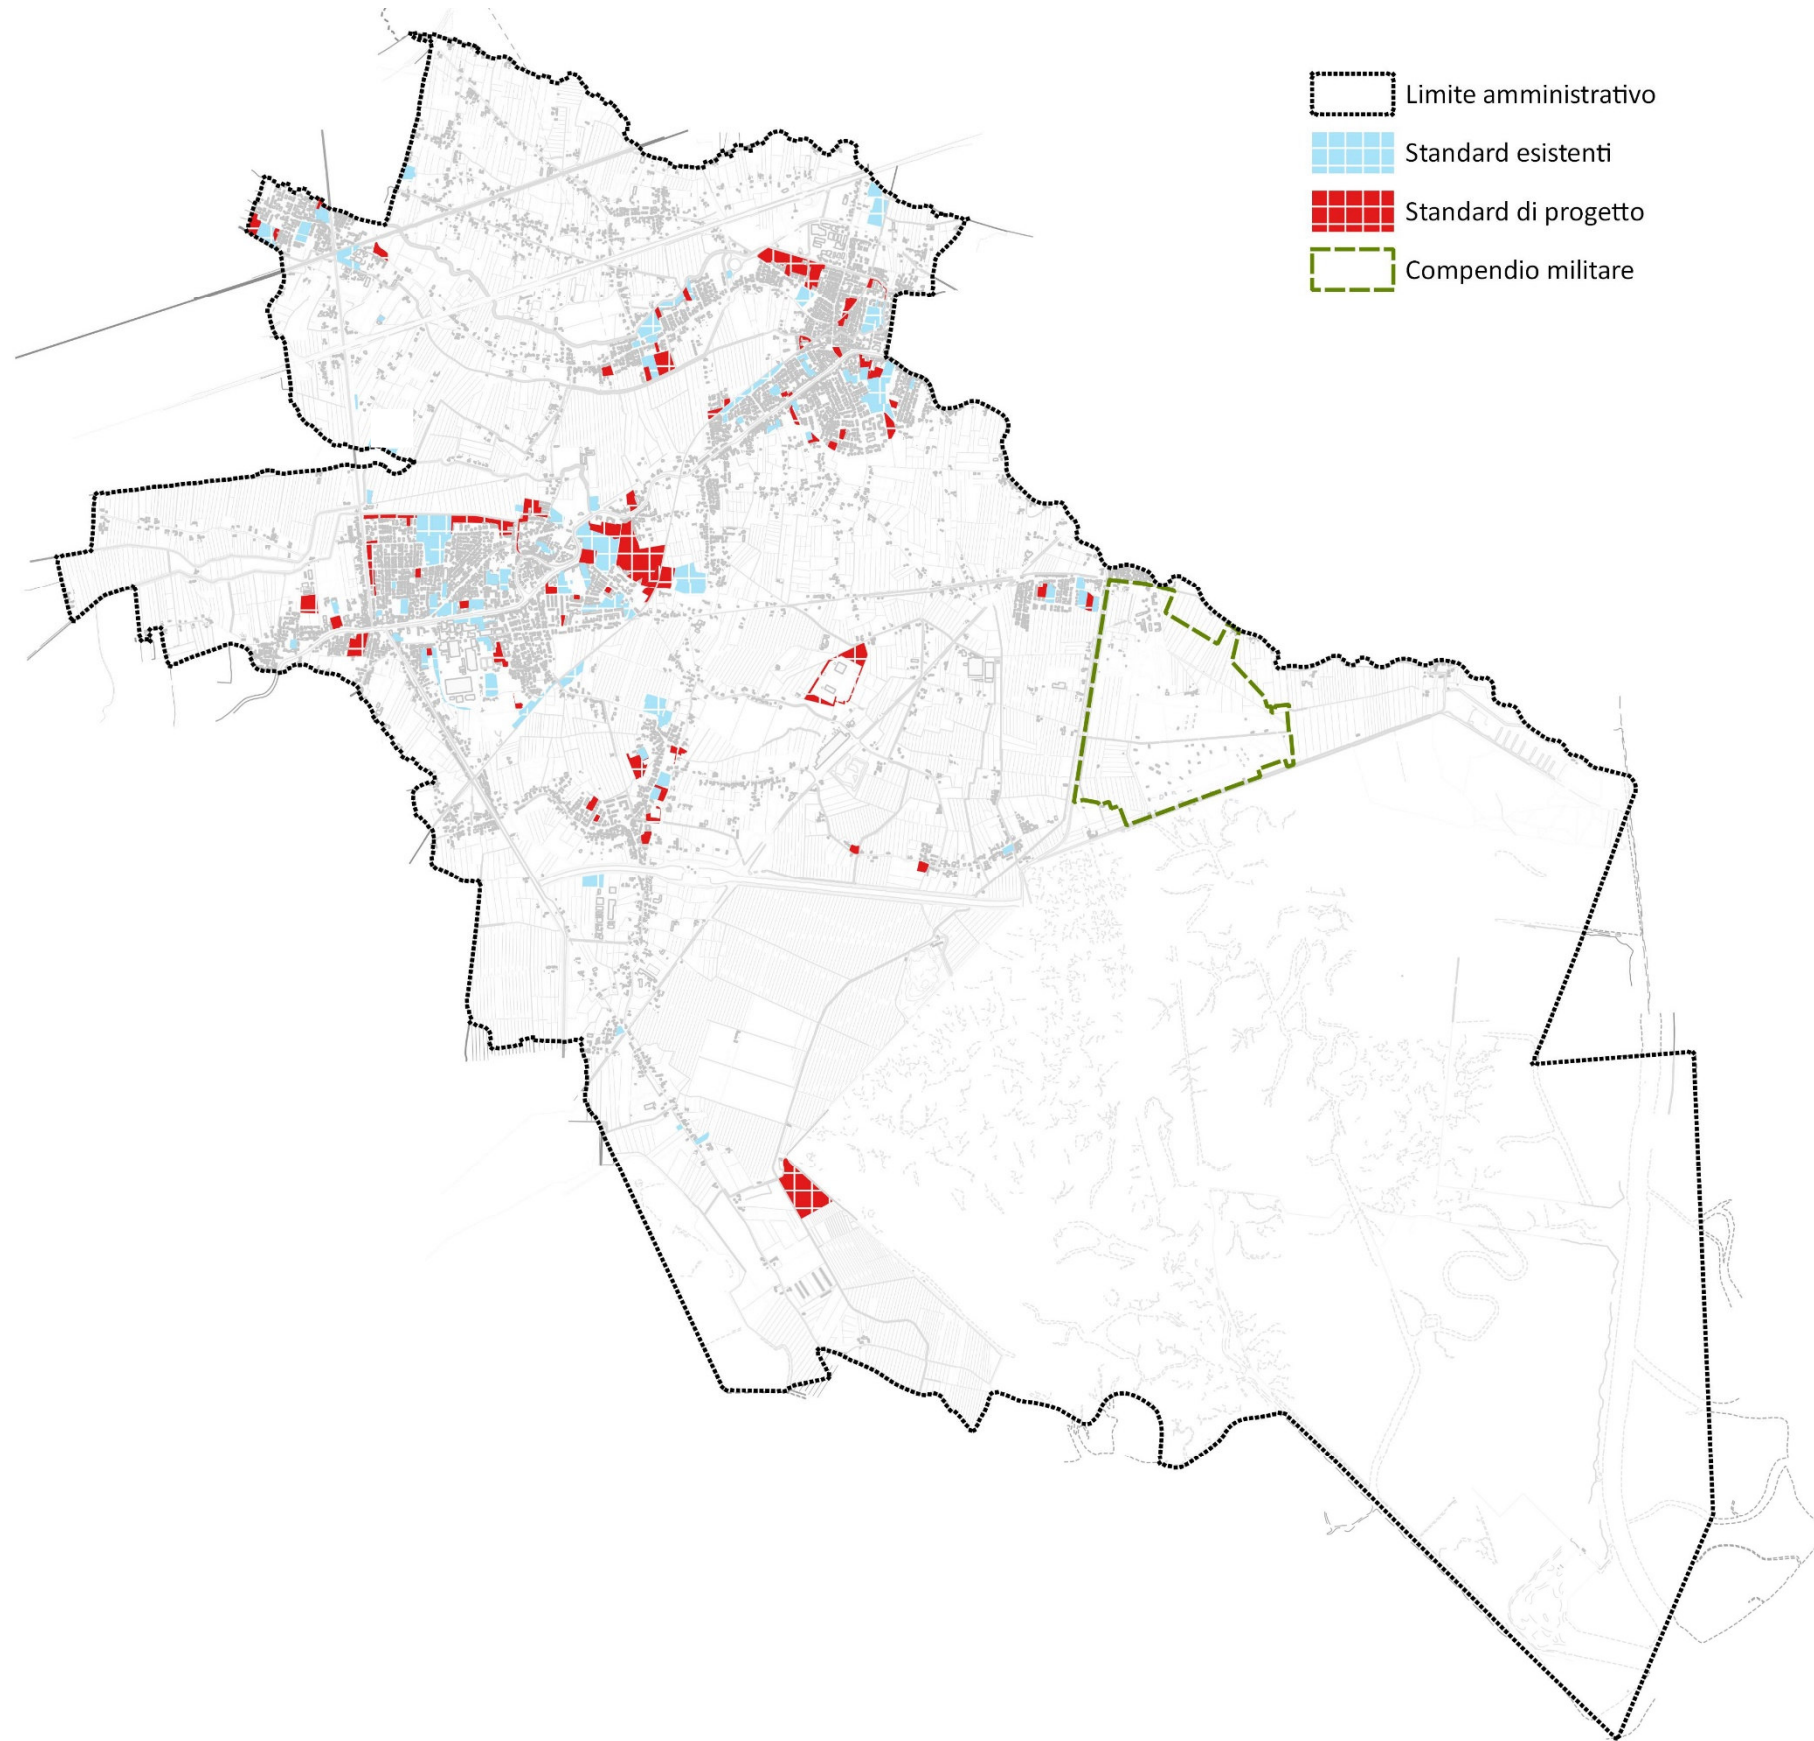 Limite amministrativo
Standard esistenti
Standard di progetto
Compendio militare